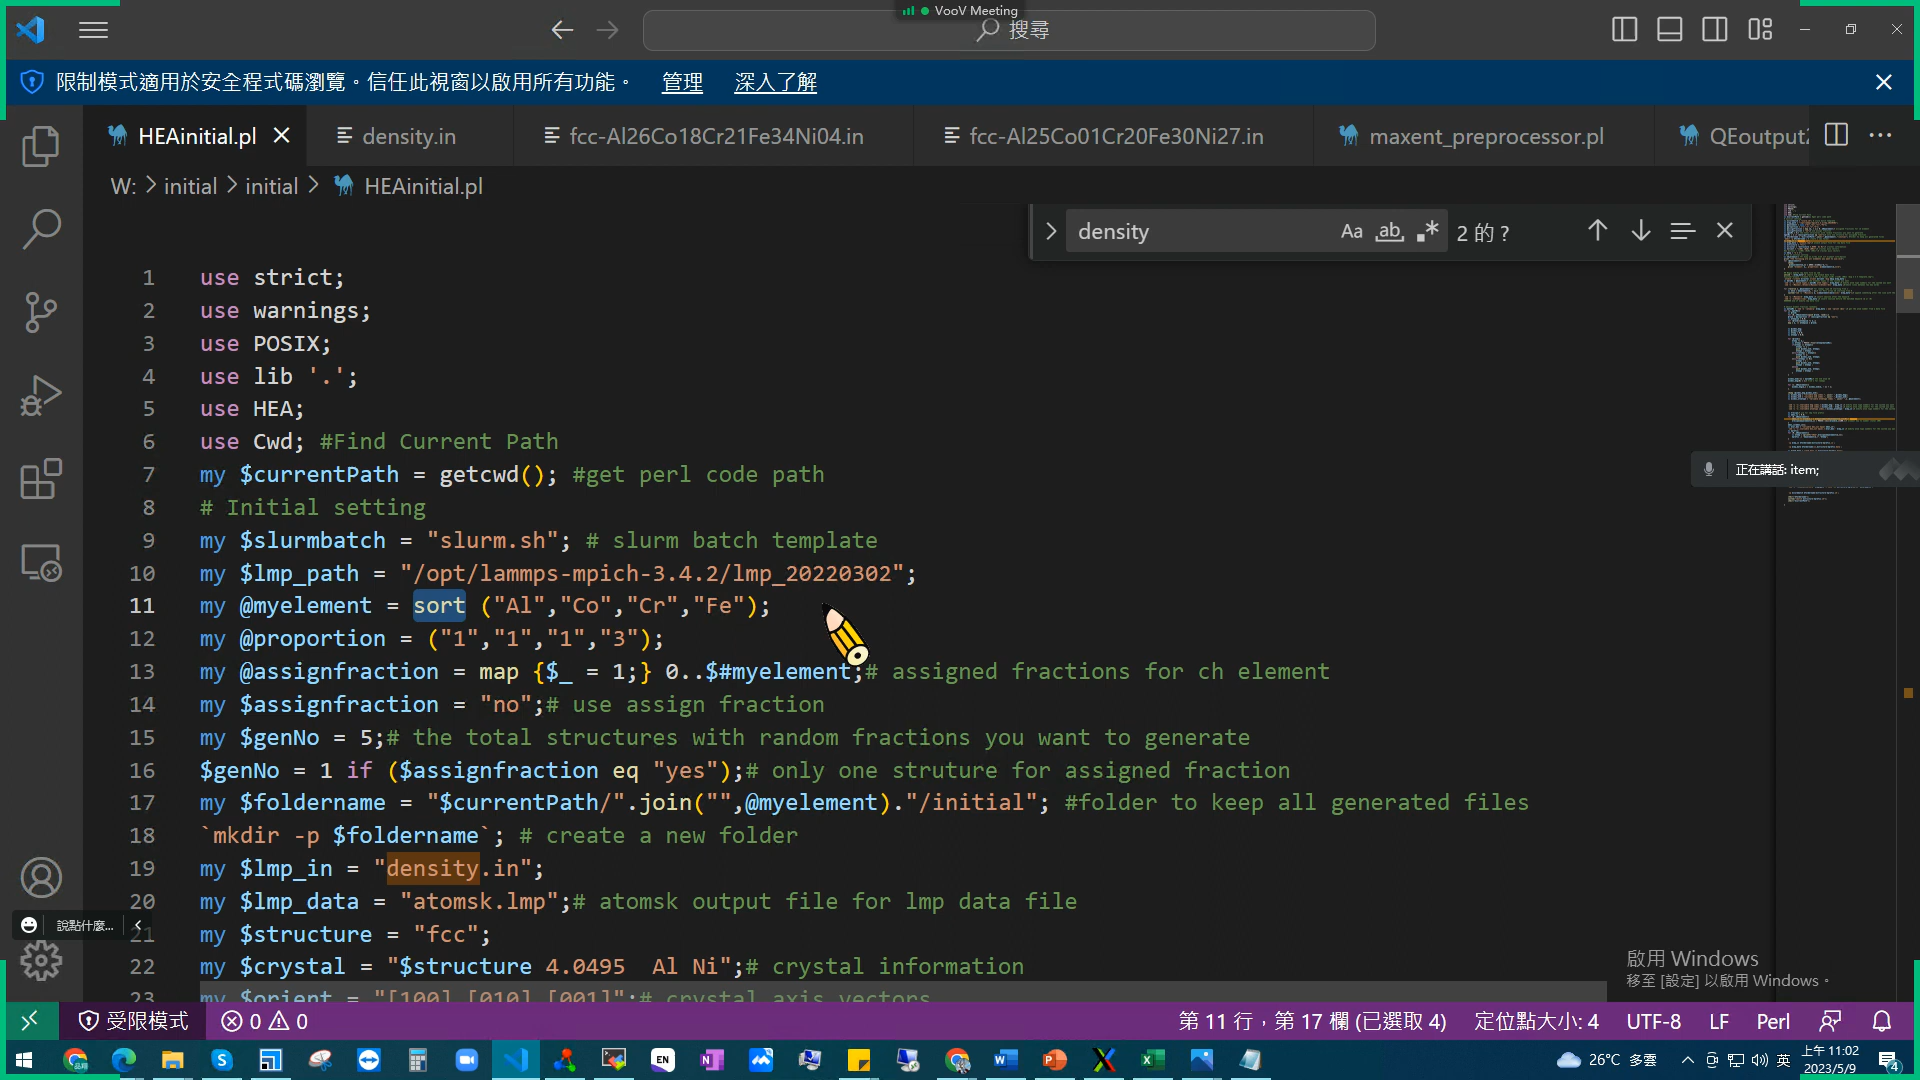 VooV Meeting
搜尋
限制模式適用於安全程式碼瀏覽。信任此視窗以啟用所有功能。 管理 深入了解
HEAinitial.pl density.in fcc-Al26Co18Cr21Fe34Ni04.in fcc-Al25Co01Cr20Fe30Ni27.in maxent_preprocessor.pl QEoutput2
W: > initial > initial > HEAinitial.pl
density Aa ab 2 的 ?
1 use strict;
2 use warnings;
3 use POSIX;
4 use lib '.';
5 use HEA;
6 use Cwd; #Find Current Path
7 my $currentPath = getcwd(); #get perl code path
8 # Initial setting
9 my $slurmbatch = "slurm.sh"; # slurm batch template
10 my $lmp_path = "/opt/lammps-mpich-3.4.2/lmp_20220302";
11 my @myelement = sort ("Al","Co","Cr","Fe");
12 my @proportion = ("1","1","1","3");
13 my @assignfraction = map {$_ = 1;} 0..$#myelement;# assigned fractions for ch element
14 my $assignfraction = "no";# use assign fraction
15 my $genNo = 5;# the total structures with random fractions you want to generate
16 $genNo = 1 if ($assignfraction eq "yes");# only one struture for assigned fraction
17 my $foldername = "$currentPath/".join("",@myelement)."/initial"; #folder to keep all generated files
18 `mkdir -p $foldername`; # create a new folder
19 my $lmp_in = "density.in";
20 my $lmp_data = "atomsk.lmp";# atomsk output file for lmp data file
21 my $structure = "fcc";
22 my $crystal = "$structure 4.0495  Al Ni";# crystal information
23 my $orient = "[100] [010] [001]";# crystal axis vectors
正在講話: item;
說點什麼...
啟用 Windows
移至 [設定] 以啟用 Windows。
受限模式 0 0 第 11 行，第 17 欄 (已選取 4) 定位點大小: 4 UTF-8 LF Perl
EN 26°C 多雲 英 上午 11:02
2023/5/9 4